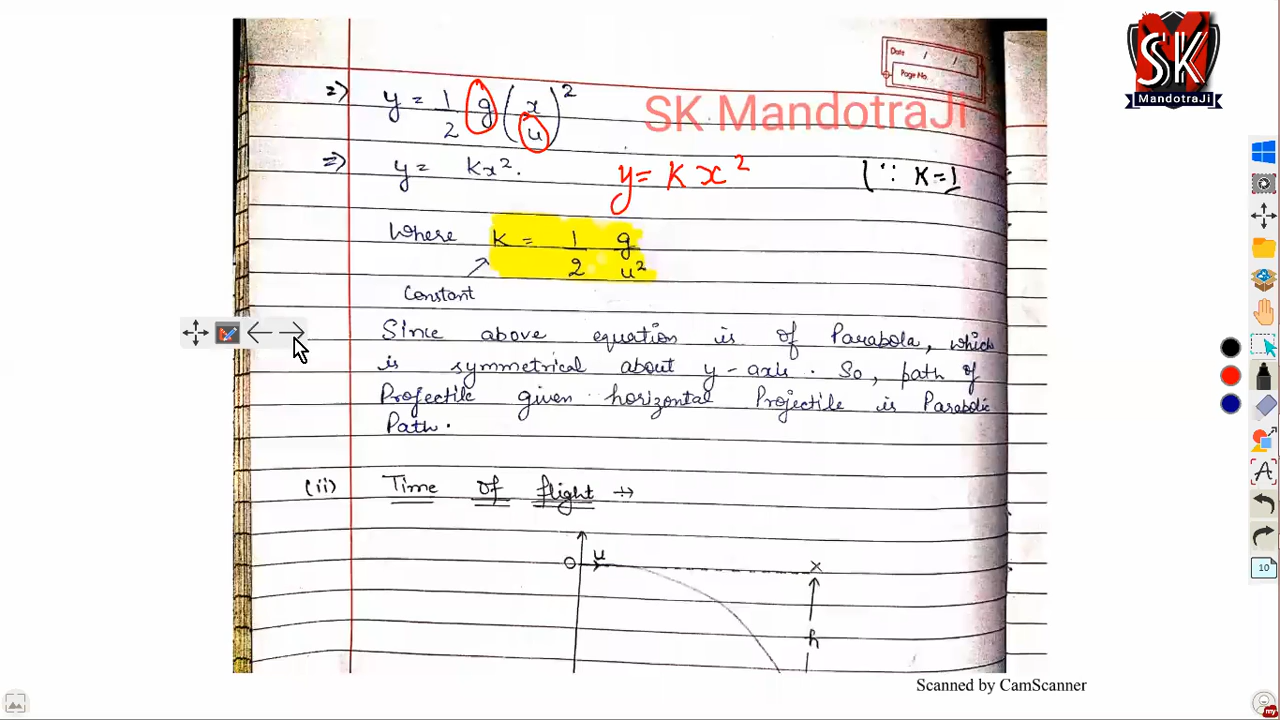 SK
MandotraJi
Date / /
Page No.
SK MandotraJi
=> y = 1/2 g (x/u)²
=> y = Kx². y = K x² (∵ K=1
Where K = 1/2 g/u²
Constant
Since above equation is of Parabola, which
is symmetrical about y-axis. So, path of
Projectile given horizontal Projectile is Parabolic
Path.
(ii) Time of flight →
O u x
h
Scanned by CamScanner
10